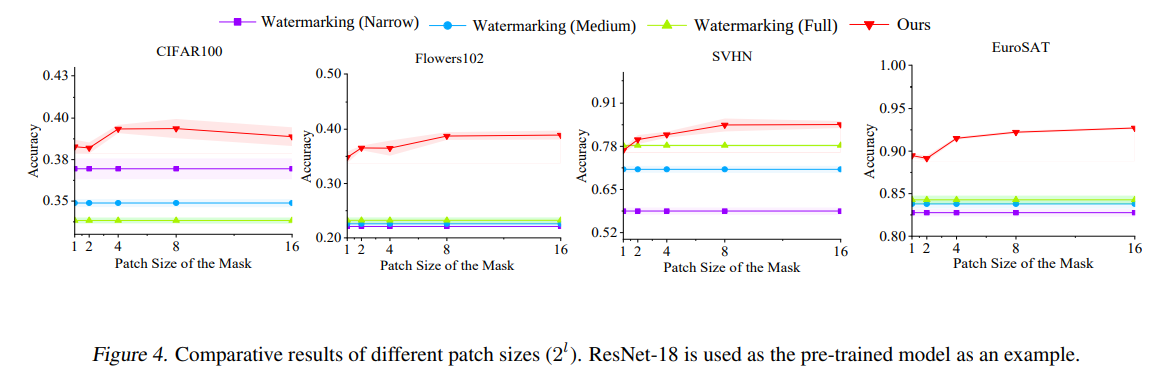 Watermarking (Narrow) Watermarking (Medium) Watermarking (Full) Ours
CIFAR100
Accuracy
0.43
0.40
0.38
0.35
1 2 4 8 16
Patch Size of the Mask
Flowers102
Accuracy
0.50
0.40
0.30
0.20
1 2 4 8 16
Patch Size of the Mask
SVHN
Accuracy
0.91
0.78
0.65
0.52
1 2 4 8 16
Patch Size of the Mask
EuroSAT
Accuracy
1.00
0.95
0.90
0.85
0.80
1 2 4 8 16
Patch Size of the Mask
Figure 4. Comparative results of different patch sizes (2^l). ResNet-18 is used as the pre-trained model as an example.